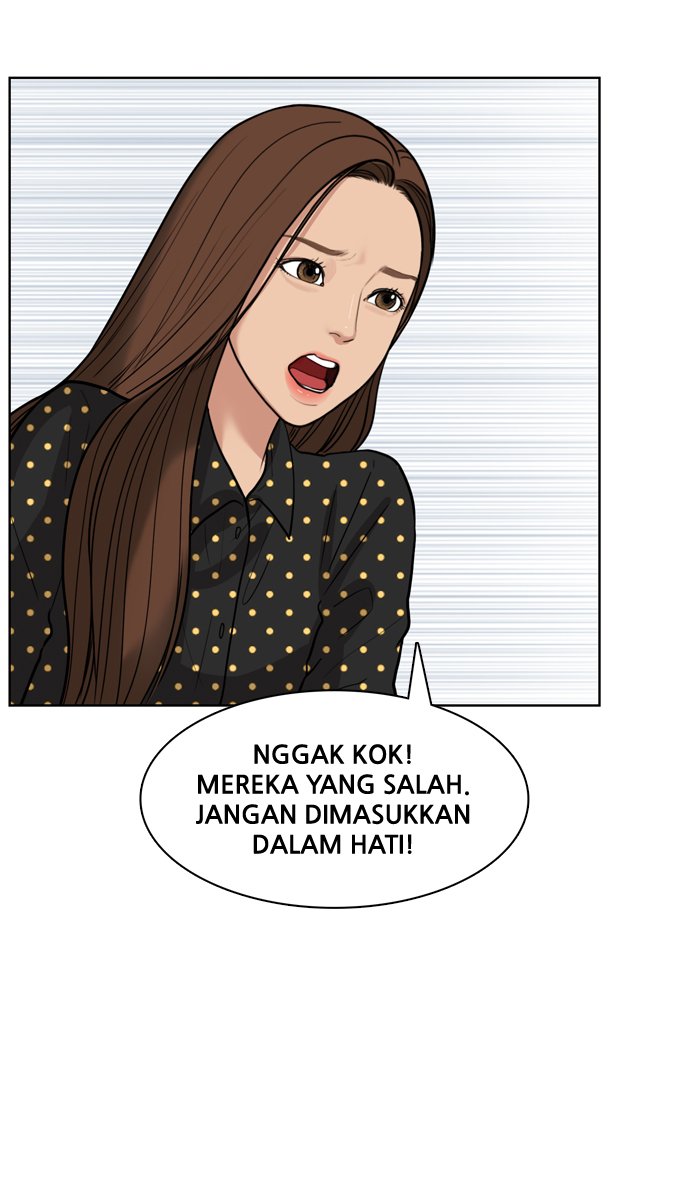 NGGAK KOK!
MEREKA YANG SALAH.
JANGAN DIMASUKKAN
DALAM HATI!